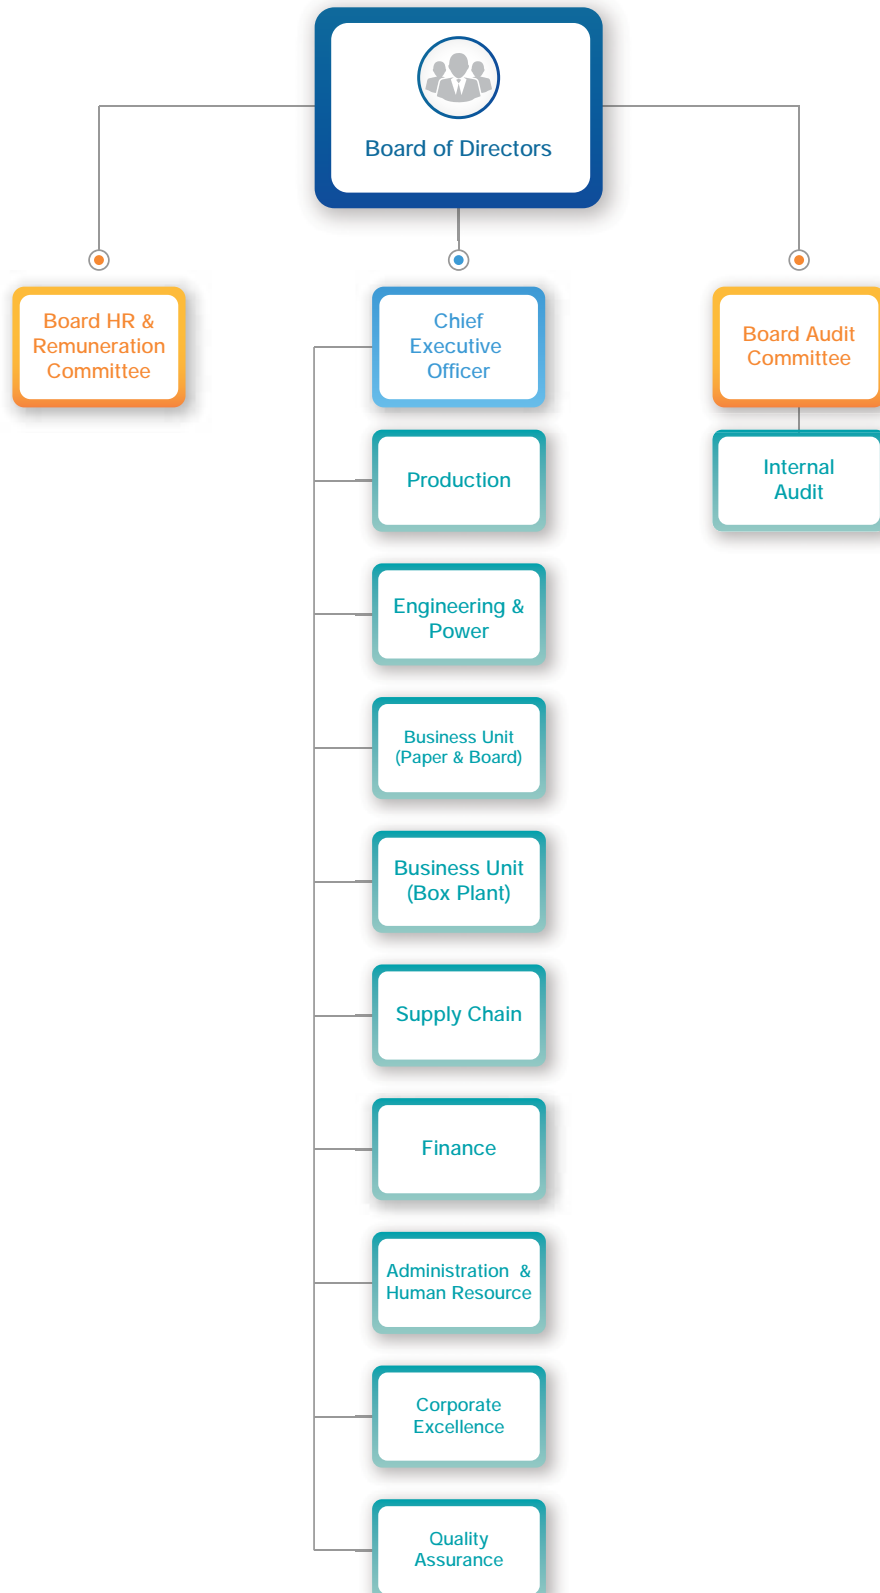 Board of Directors
Board HR &
Remuneration
Committee
Chief
Executive
Officer
Board Audit
Committee
Internal
Audit
Production
Engineering &
Power
Business Unit
(Paper & Board)
Business Unit
(Box Plant)
Supply Chain
Finance
Administration &
Human Resource
Corporate
Excellence
Quality
Assurance